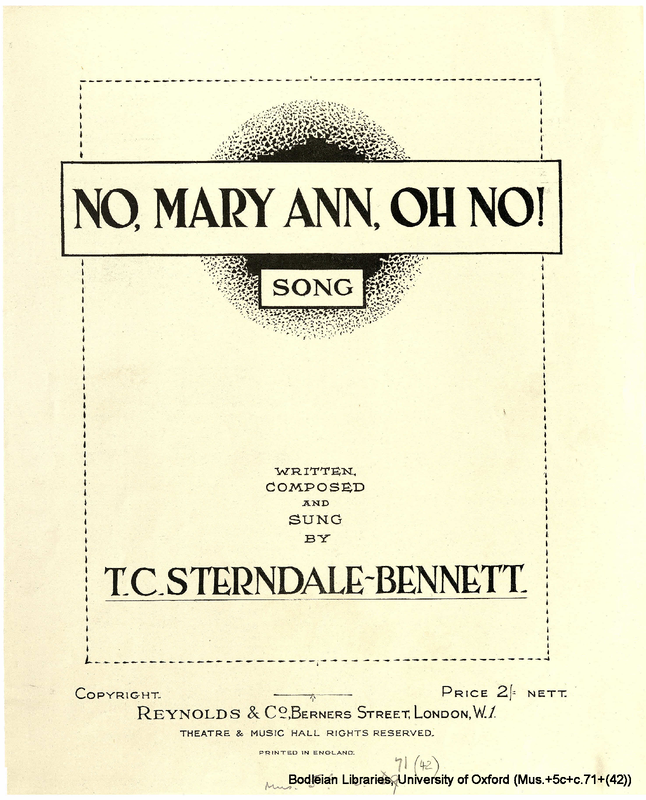 NO, MARY ANN, OH NO!
SONG
WRITTEN,
COMPOSED
AND
SUNG
BY
T.C. STERNDALE-BENNETT.
COPYRIGHT. PRICE 2/- NETT.
REYNOLDS & Co., BERNERS STREET, LONDON, W.1.
THEATRE & MUSIC HALL RIGHTS RESERVED.
PRINTED IN ENGLAND.
71 (42)
Mus.
Bodleian Libraries, University of Oxford (Mus.+5c+c.71+(42))